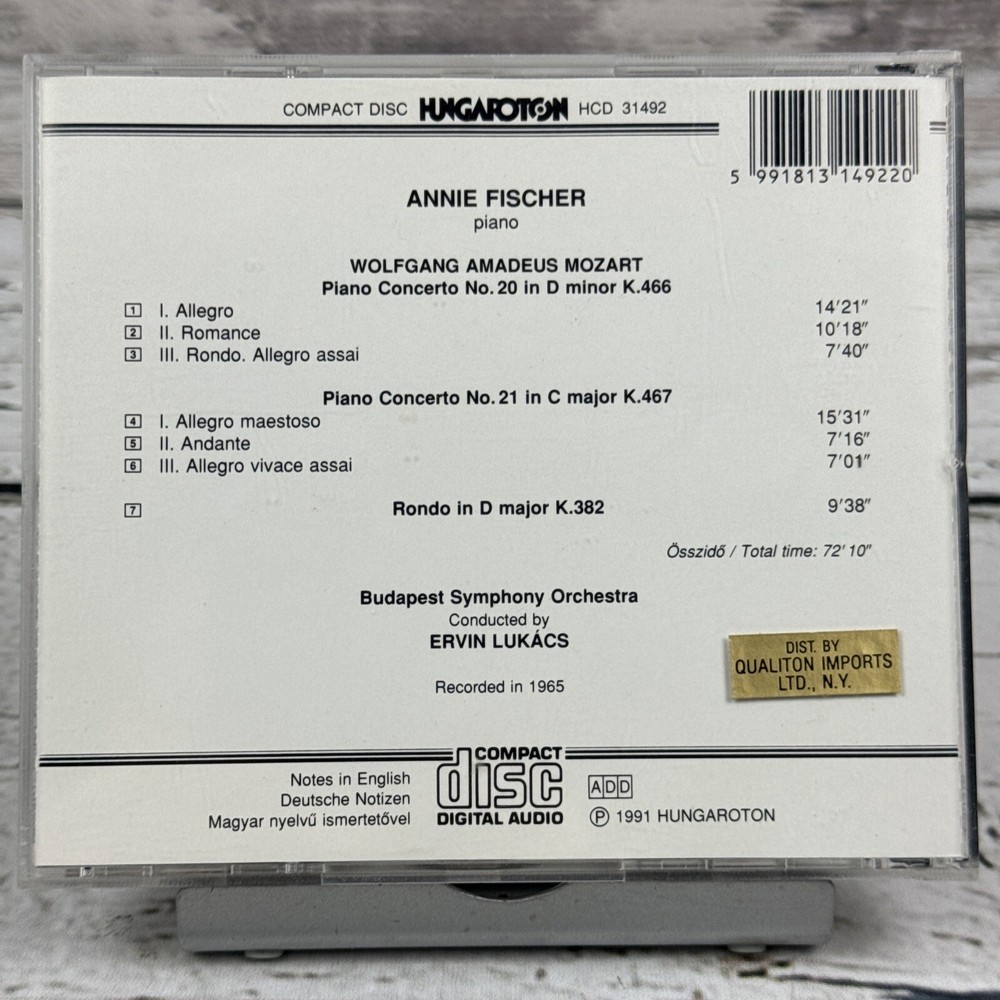 COMPACT DISC HUNGAROTON HCD 31492
5 991813 149220
ANNIE FISCHER
piano
WOLFGANG AMADEUS MOZART
Piano Concerto No. 20 in D minor K.466
1 I. Allegro 14'21"
2 II. Romance 10'18"
3 III. Rondo. Allegro assai 7'40"
Piano Concerto No. 21 in C major K.467
4 I. Allegro maestoso 15'31"
5 II. Andante 7'16"
6 III. Allegro vivace assai 7'01"
7 Rondo in D major K.382 9'38"
Összidő / Total time: 72'10"
Budapest Symphony Orchestra
Conducted by
ERVIN LUKÁCS
Recorded in 1965
DIST. BY
QUALITON IMPORTS
LTD., N.Y.
Notes in English
Deutsche Notizen
Magyar nyelvű ismertetővel
COMPACT
disc
DIGITAL AUDIO
ADD
Ⓟ 1991 HUNGAROTON